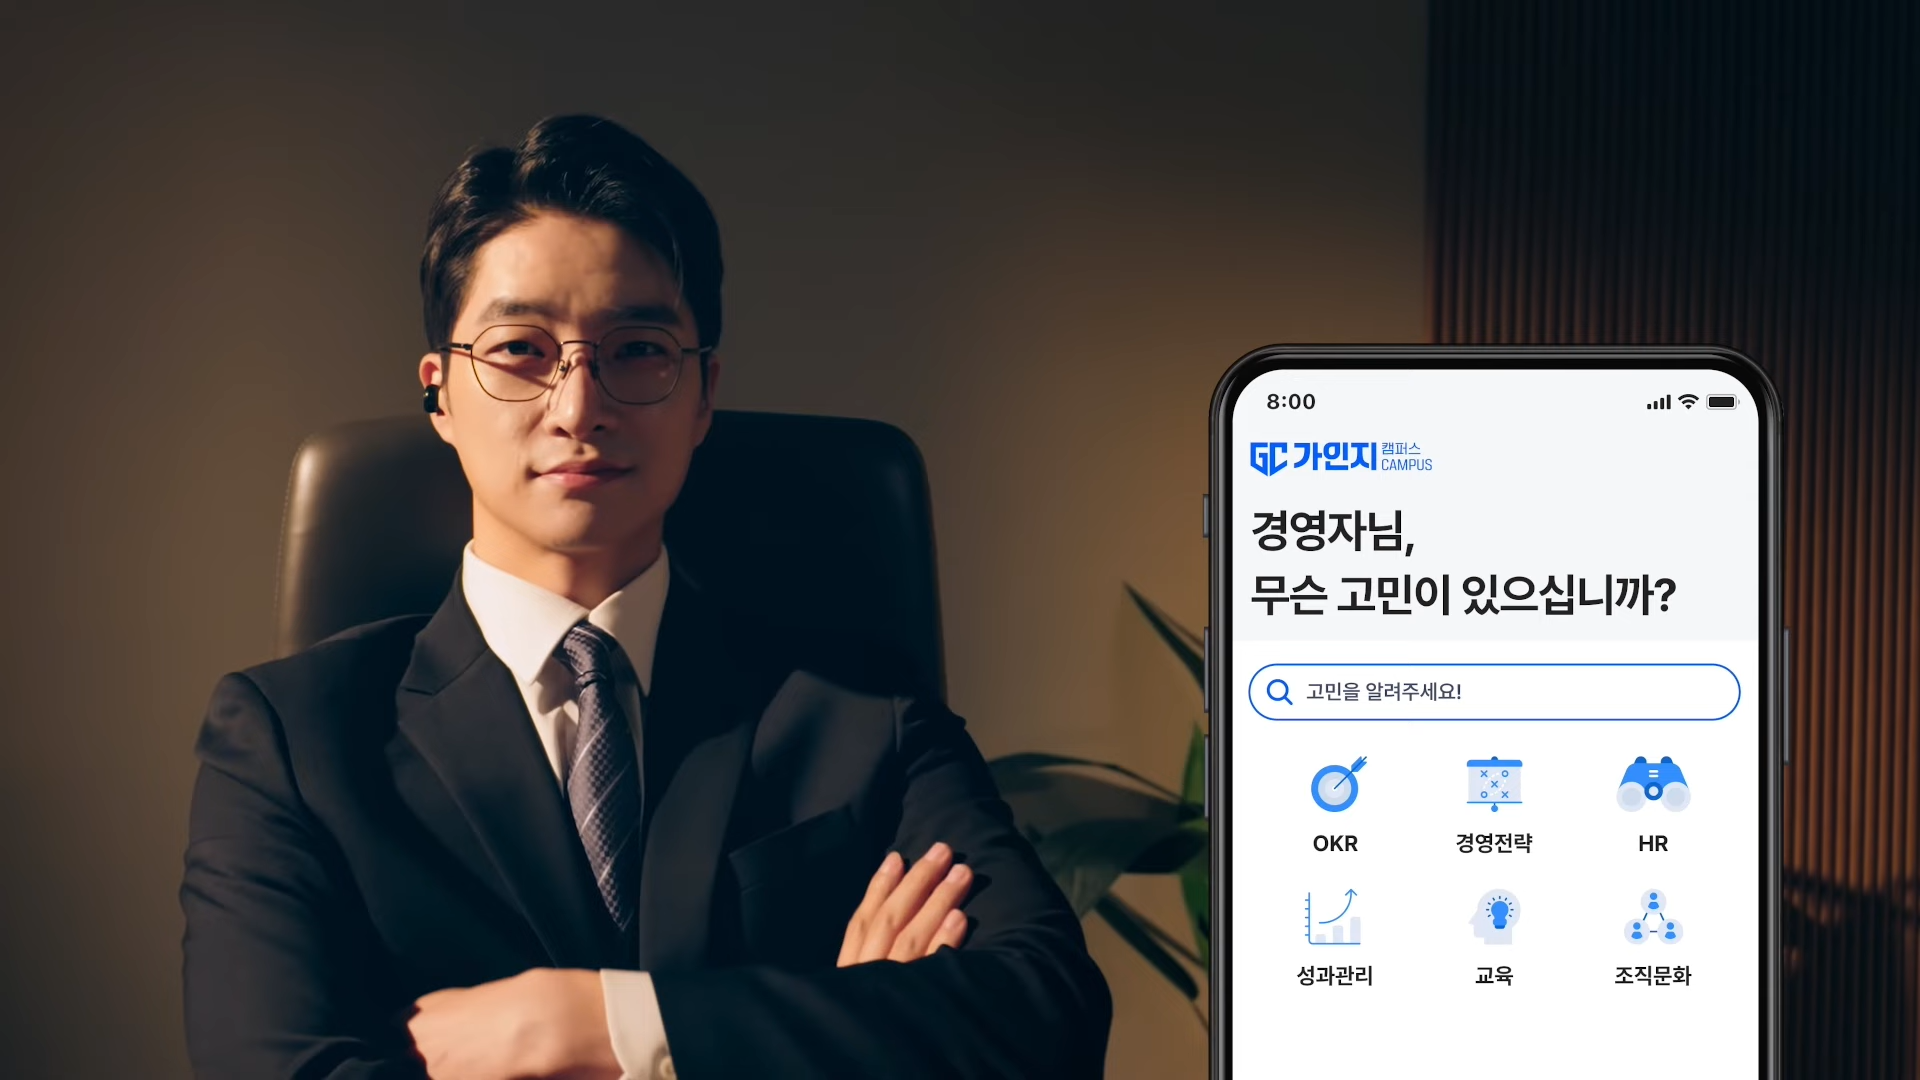 8:00
GC 가인지 캠퍼스 CAMPUS
경영자님,
무슨 고민이 있으십니까?
고민을 알려주세요!
OKR 경영전략 HR
성과관리 교육 조직문화